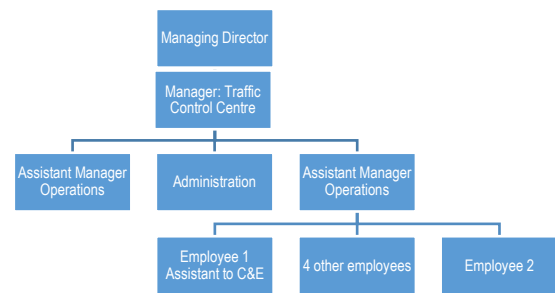 Managing Director
Manager: Traffic
Control Centre
Assistant Manager
Operations
Administration
Assistant Manager
Operations
Employee 1
Assistant to C&E
4 other employees
Employee 2